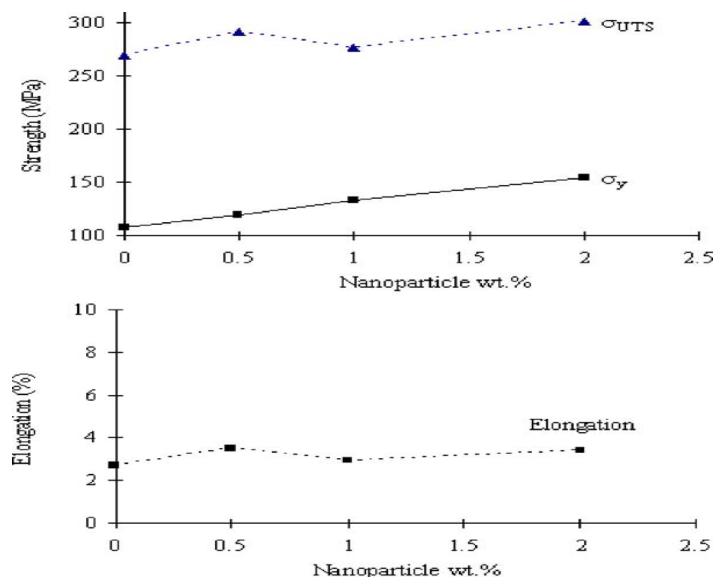 300
σUTS
250
Strength (MPa)
200
150
σy
100
0 0.5 1 1.5 2 2.5
Nanoparticle wt.%
10
8
6
Elongation (%)
Elongation
4
2
0
0 0.5 1 1.5 2 2.5
Nanoparticle wt.%